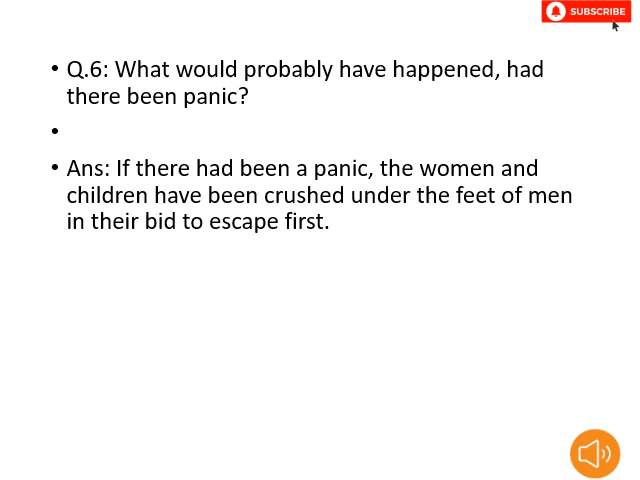 SUBSCRIBE
• Q.6: What would probably have happened, had
there been panic?
•
• Ans: If there had been a panic, the women and
children have been crushed under the feet of men
in their bid to escape first.